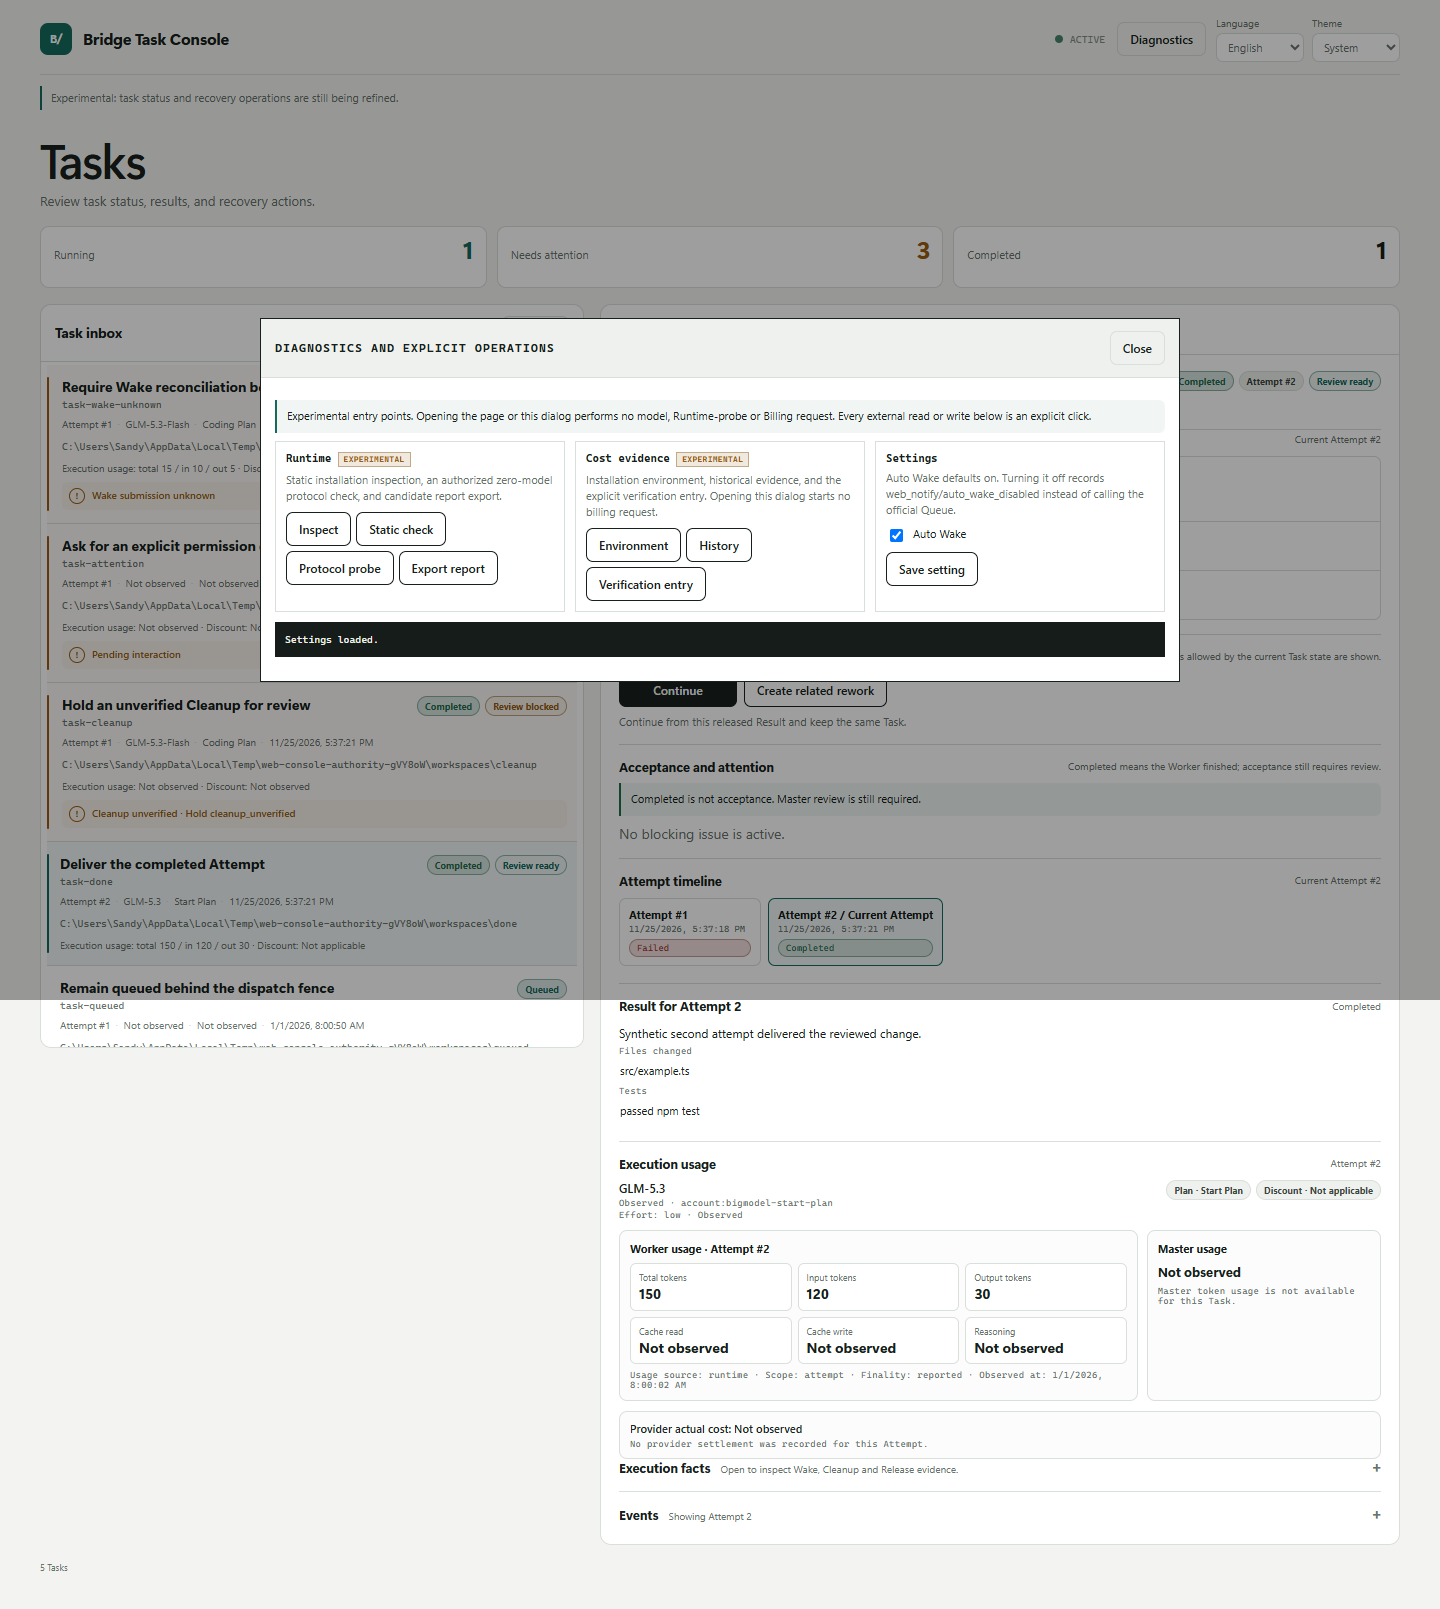 B/ Bridge Task Console
ACTIVE
Diagnostics
Language
English
Theme
System
Experimental: task status and recovery operations are still being refined.
Tasks
Review task status, results, and recovery actions.
Running 1
Needs attention 3
Completed 1
Task inbox
Require Wake reconciliation be
task-wake-unknown
Attempt #1 · GLM-5.3-Flash · Coding Plan
C:\Users\Sandy\AppData\Local\Temp\
Execution usage: total 15 / in 10 / out 5 · Disc
! Wake submission unknown
Ask for an explicit permission
task-attention
Attempt #1 · Not observed · Not observed
C:\Users\Sandy\AppData\Local\Temp\
Execution usage: Not observed · Discount: No
! Pending interaction
Hold an unverified Cleanup for review
Completed
Review blocked
task-cleanup
Attempt #1 · GLM-5.3-Flash · Coding Plan · 11/25/2026, 5:37:21 PM
C:\Users\Sandy\AppData\Local\Temp\web-console-authority-gVY8oW\workspaces\cleanup
Execution usage: Not observed · Discount: Not observed
! Cleanup unverified · Hold cleanup_unverified
Deliver the completed Attempt
Completed
Review ready
task-done
Attempt #2 · GLM-5.3 · Start Plan · 11/25/2026, 5:37:21 PM
C:\Users\Sandy\AppData\Local\Temp\web-console-authority-gVY8oW\workspaces\done
Execution usage: total 150 / in 120 / out 30 · Discount: Not applicable
Remain queued behind the dispatch fence
Queued
task-queued
Attempt #1 · Not observed · Not observed · 1/1/2026, 8:00:50 AM
C:\Users\Sandy\AppData\Local\Temp\web-console-authority-gVY8oW\workspaces\queued
DIAGNOSTICS AND EXPLICIT OPERATIONS
Close
Experimental entry points. Opening the page or this dialog performs no model, Runtime-probe or Billing request. Every external read or write below is an explicit click.
Runtime EXPERIMENTAL
Static installation inspection, an authorized zero-model
protocol check, and candidate report export.
Inspect
Static check
Protocol probe
Export report
Cost evidence EXPERIMENTAL
Installation environment, historical evidence, and the
explicit verification entry. Opening this dialog starts no
billing request.
Environment
History
Verification entry
Settings
Auto Wake defaults on. Turning it off records
web_notify/auto_wake_disabled instead of calling the
official Queue.
Auto Wake
Save setting
Settings loaded.
Completed
Attempt #2
Review ready
Current Attempt #2
s allowed by the current Task state are shown.
Continue
Create related rework
Continue from this released Result and keep the same Task.
Acceptance and attention
Completed means the Worker finished; acceptance still requires review.
Completed is not acceptance. Master review is still required.
No blocking issue is active.
Attempt timeline
Current Attempt #2
Attempt #1
11/25/2026, 5:37:18 PM
Failed
Attempt #2 / Current Attempt
11/25/2026, 5:37:21 PM
Completed
Result for Attempt 2
Completed
Synthetic second attempt delivered the reviewed change.
Files changed
src/example.ts
Tests
passed npm test
Execution usage
Attempt #2
GLM-5.3
Plan · Start Plan
Discount · Not applicable
Observed · account:bigmodel-start-plan
Effort: low · Observed
Worker usage · Attempt #2
Total tokens
150
Input tokens
120
Output tokens
30
Cache read
Not observed
Cache write
Not observed
Reasoning
Not observed
Usage source: runtime · Scope: attempt · Finality: reported · Observed at: 1/1/2026,
8:00:02 AM
Master usage
Not observed
Master token usage is not available
for this Task.
Provider actual cost: Not observed
No provider settlement was recorded for this Attempt.
Execution facts Open to inspect Wake, Cleanup and Release evidence. +
Events Showing Attempt 2 +
5 Tasks